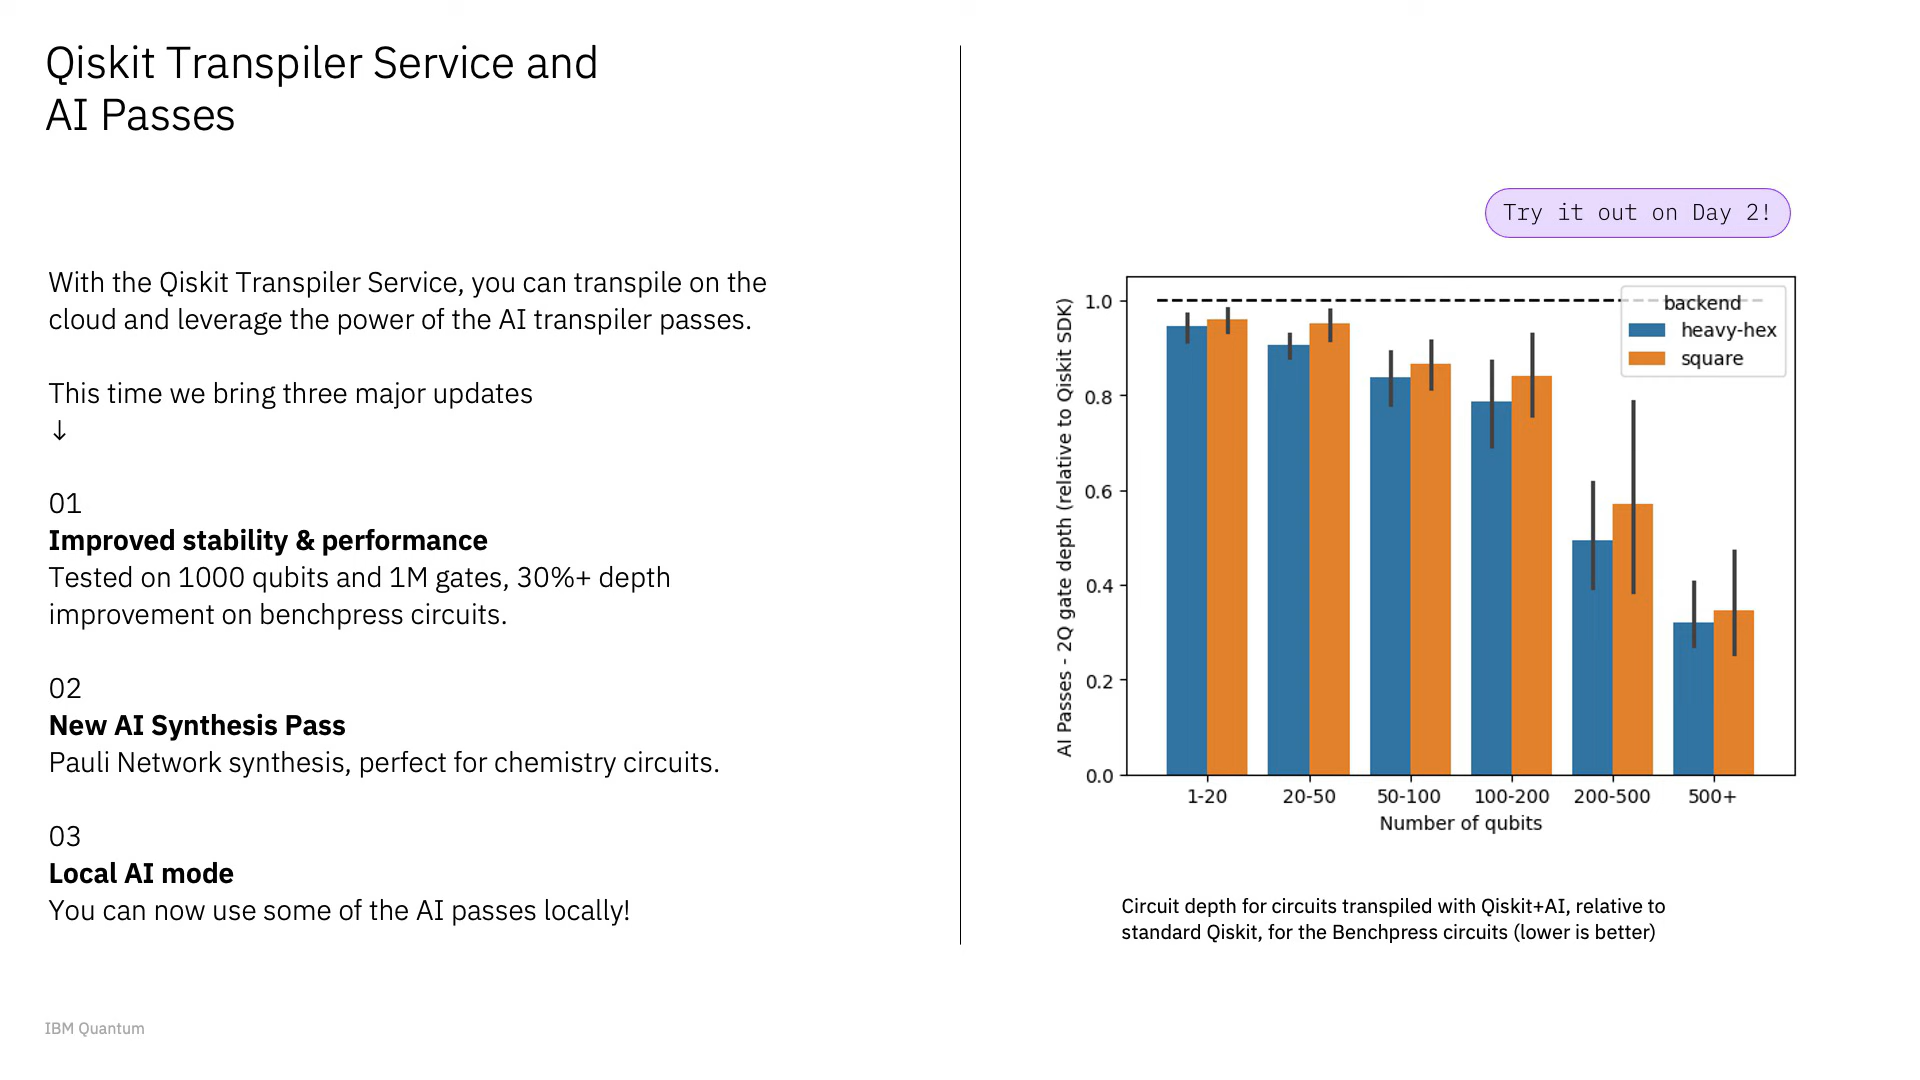 Qiskit Transpiler Service and
AI Passes
With the Qiskit Transpiler Service, you can transpile on the
cloud and leverage the power of the AI transpiler passes.
This time we bring three major updates
↓
01
Improved stability & performance
Tested on 1000 qubits and 1M gates, 30%+ depth
improvement on benchpress circuits.
02
New AI Synthesis Pass
Pauli Network synthesis, perfect for chemistry circuits.
03
Local AI mode
You can now use some of the AI passes locally!
IBM Quantum
Try it out on Day 2!
AI Passes - 2Q gate depth (relative to Qiskit SDK)
1.0
0.8
0.6
0.4
0.2
0.0
backend
heavy-hex
square
1-20 20-50 50-100 100-200 200-500 500+
Number of qubits
Circuit depth for circuits transpiled with Qiskit+AI, relative to
standard Qiskit, for the Benchpress circuits (lower is better)